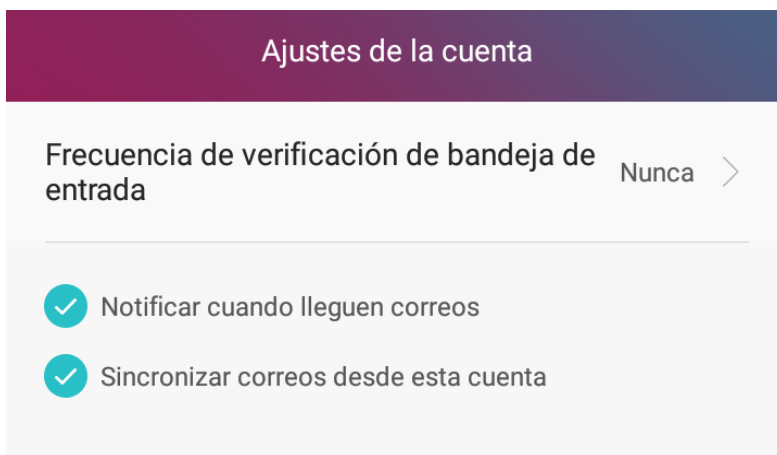 Ajustes de la cuenta
Frecuencia de verificación de bandeja de
entrada
Nunca
Notificar cuando lleguen correos
Sincronizar correos desde esta cuenta